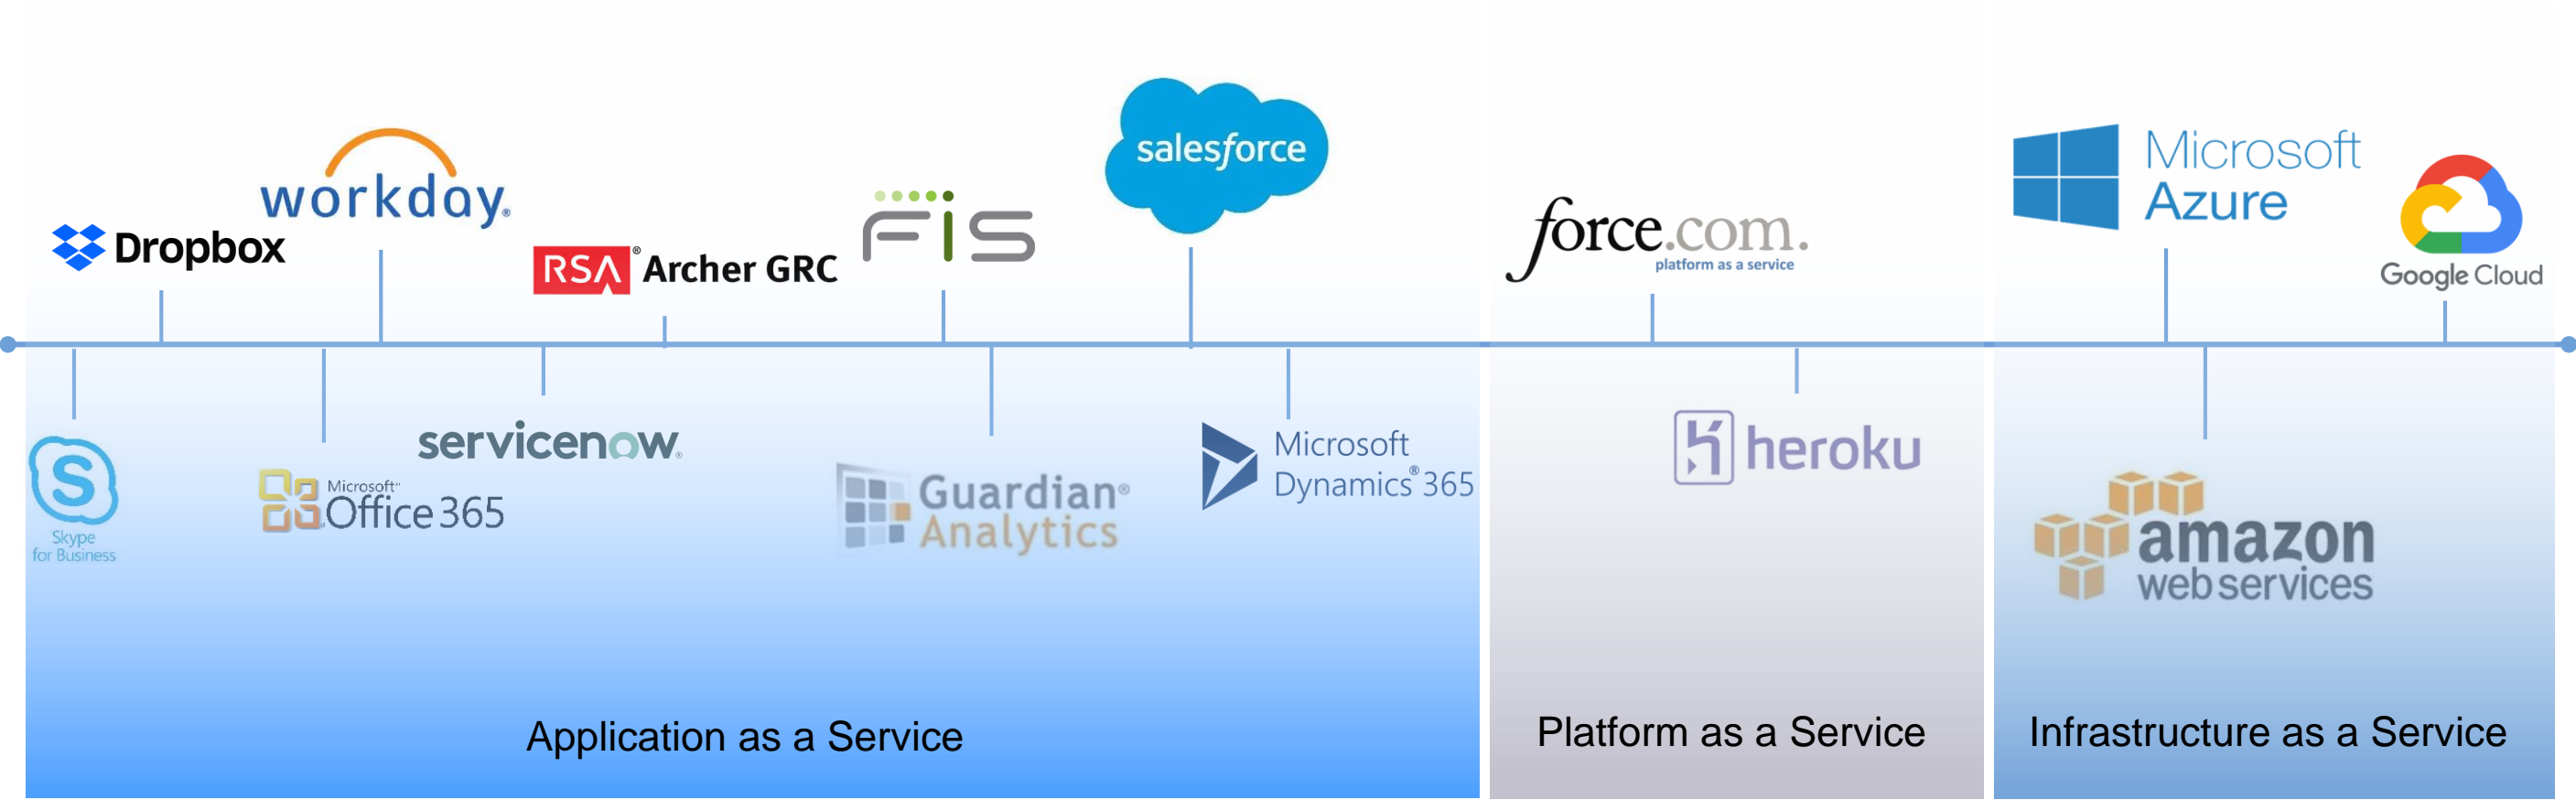 Dropbox
workday®
RSA® Archer GRC
FIS
salesforce
Skype
for Business
Microsoft
Office 365
servicenow®
Guardian®
Analytics
Microsoft
Dynamics® 365
Application as a Service
force.com.
platform as a service
heroku
Platform as a Service
Microsoft
Azure
Google Cloud
amazon
web services
Infrastructure as a Service